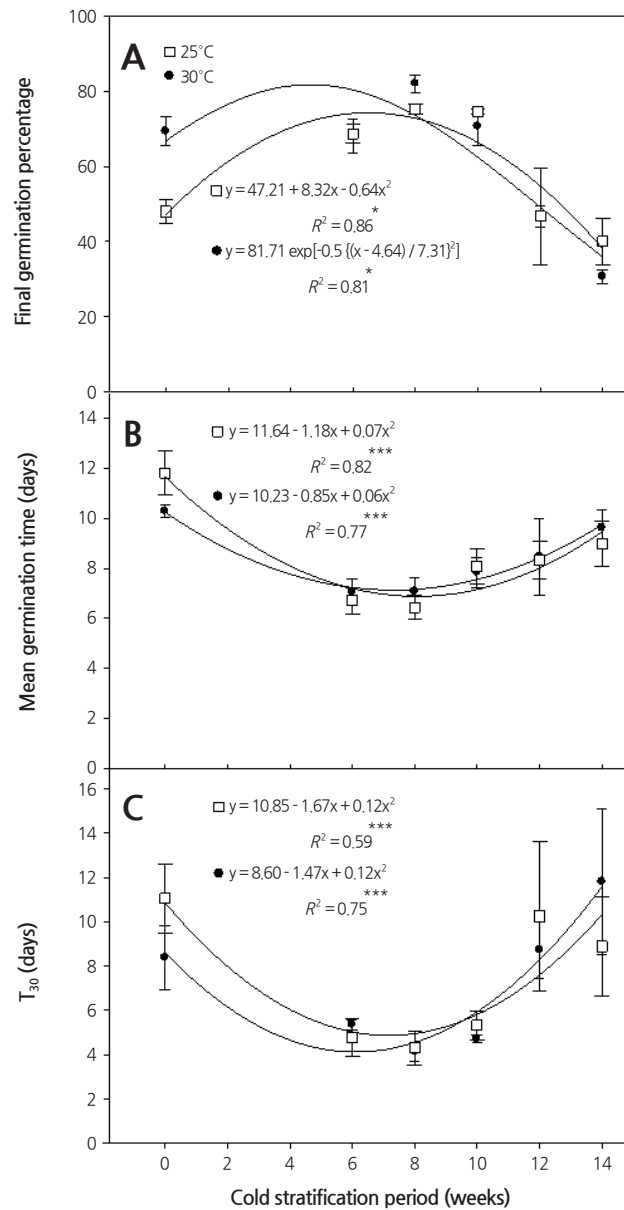 100
A
□ 25°C
● 30°C
80
60
40
20
0
Final germination percentage
□ y = 47.21 + 8.32x - 0.64x²
R² = 0.86*
● y = 81.71 exp[-0.5 {(x - 4.64) / 7.31}²]
R² = 0.81*
14
B
12
10
8
6
4
2
0
Mean germination time (days)
□ y = 11.64 - 1.18x + 0.07x²
R² = 0.82***
● y = 10.23 - 0.85x + 0.06x²
R² = 0.77***
16
C
14
12
10
8
6
4
2
0
T₃₀ (days)
□ y = 10.85 - 1.67x + 0.12x²
R² = 0.59***
● y = 8.60 - 1.47x + 0.12x²
R² = 0.75***
0 2 4 6 8 10 12 14
Cold stratification period (weeks)